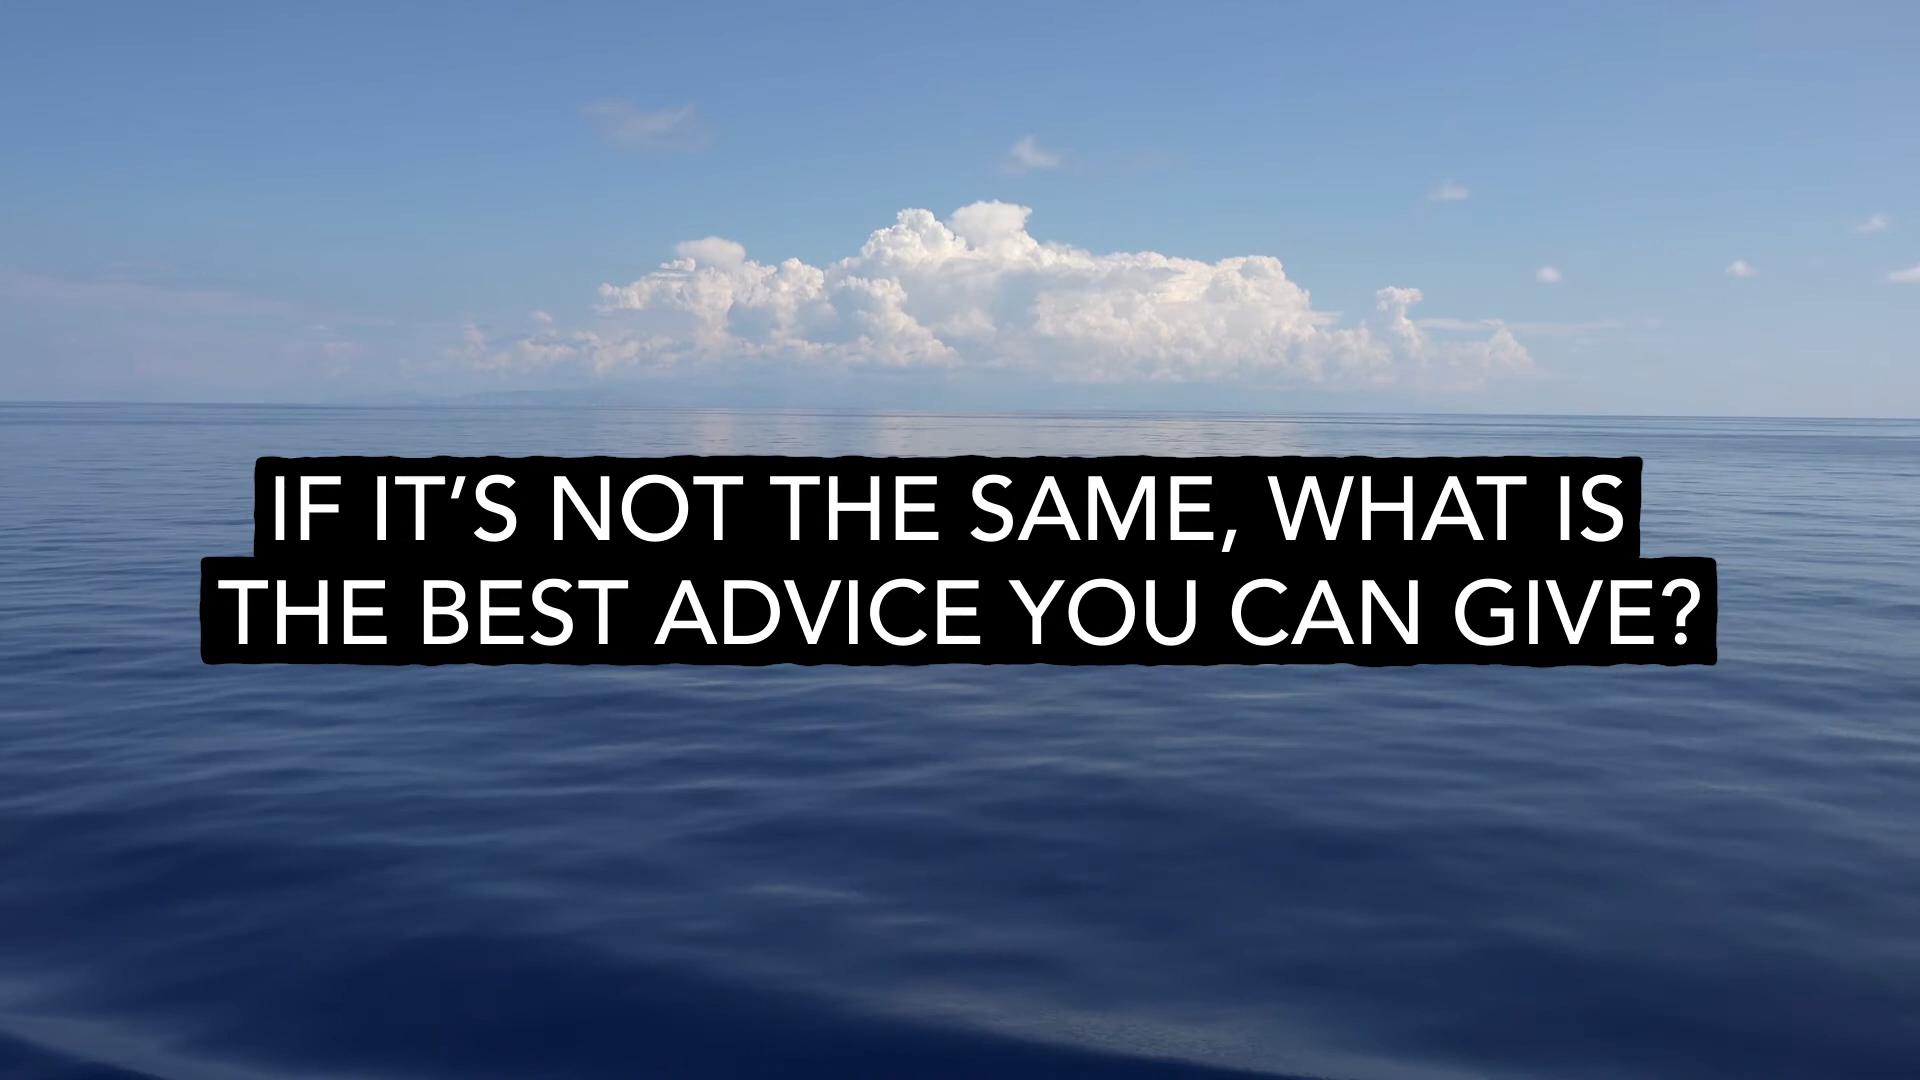 IF IT’S NOT THE SAME, WHAT IS
THE BEST ADVICE YOU CAN GIVE?